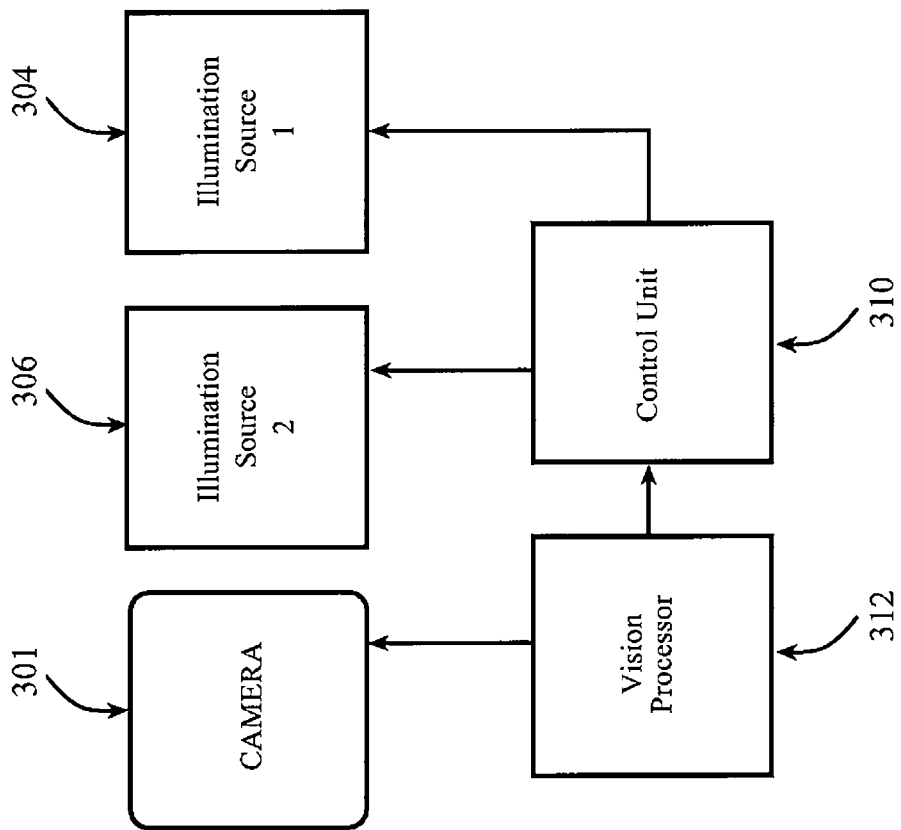 301
306
304
CAMERA
Illumination
Source
2
Illumination
Source
1
Vision
Processor
Control Unit
312
310